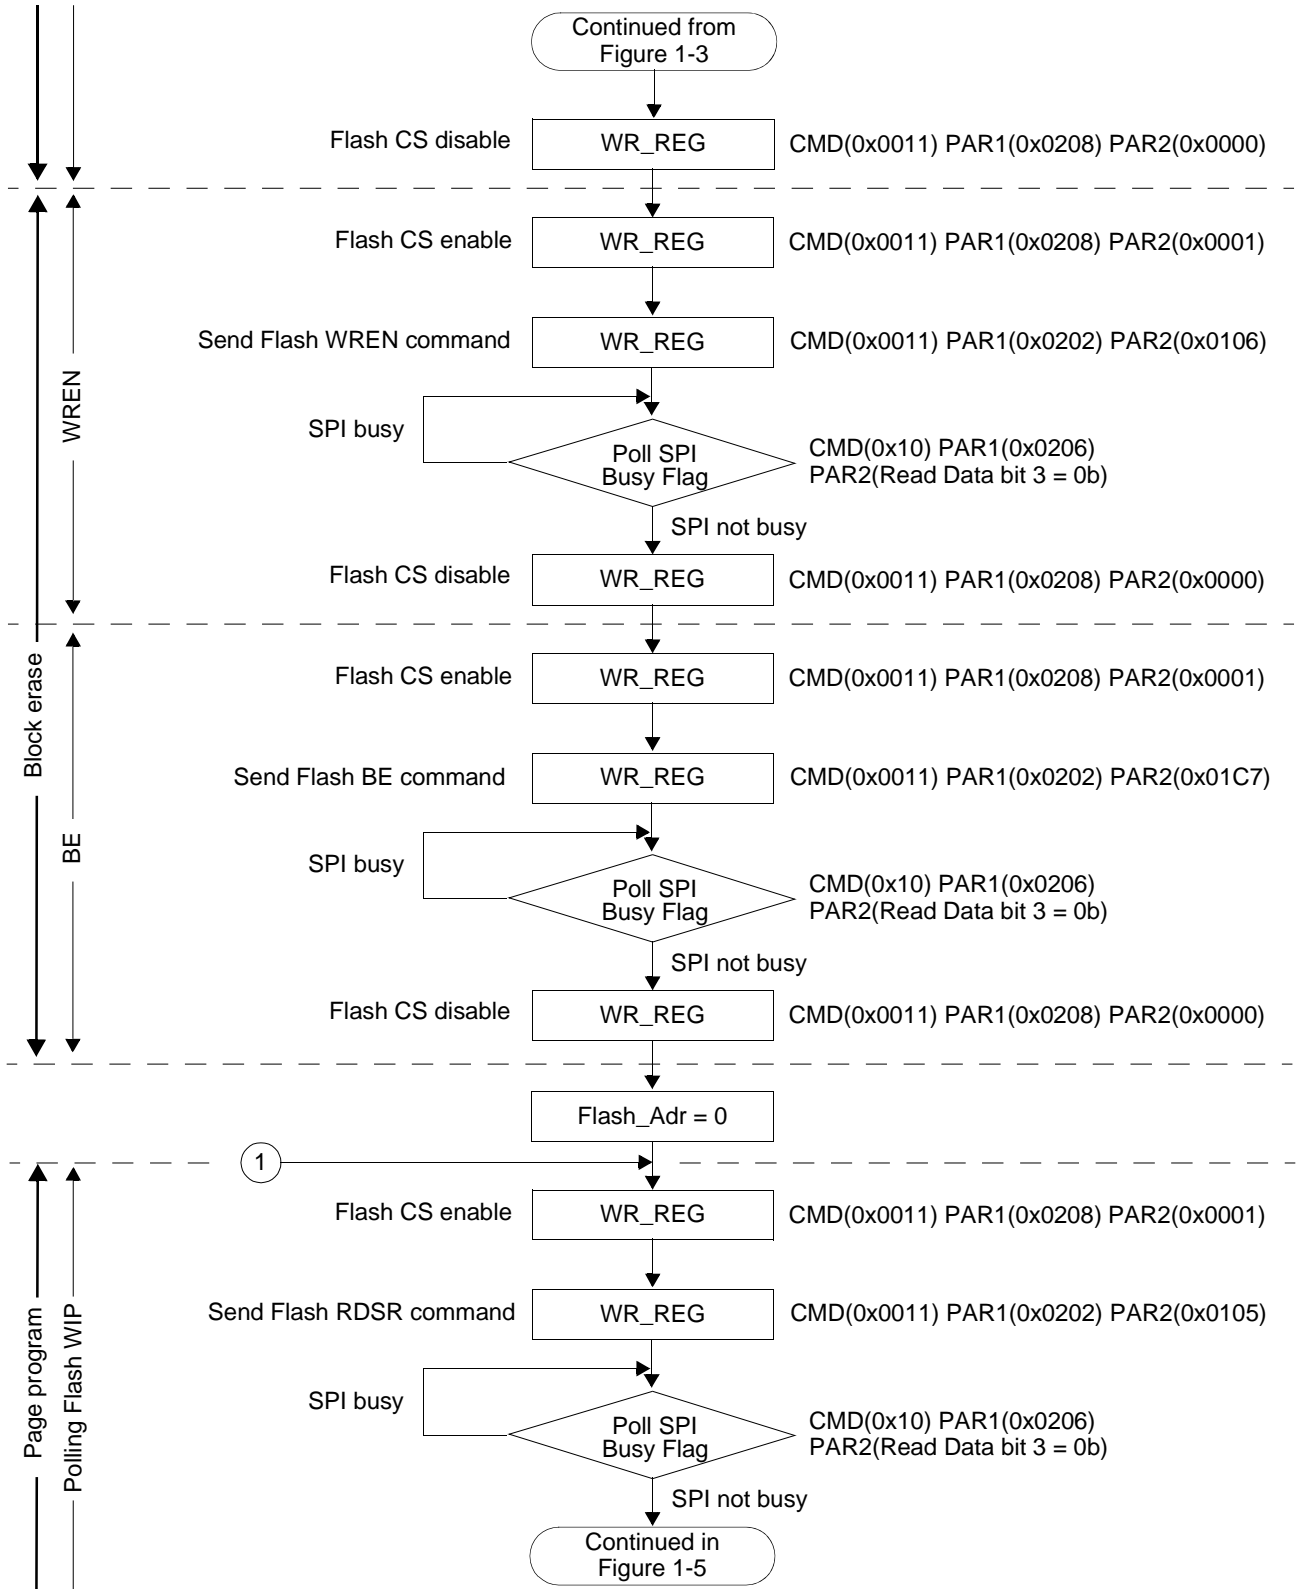 Continued from
Figure 1-3
Flash CS disable WR_REG CMD(0x0011) PAR1(0x0208) PAR2(0x0000)
Flash CS enable WR_REG CMD(0x0011) PAR1(0x0208) PAR2(0x0001)
Send Flash WREN command WR_REG CMD(0x0011) PAR1(0x0202) PAR2(0x0106)
WREN
SPI busy
Poll SPI
Busy Flag
CMD(0x10) PAR1(0x0206)
PAR2(Read Data bit 3 = 0b)
SPI not busy
Flash CS disable WR_REG CMD(0x0011) PAR1(0x0208) PAR2(0x0000)
Block erase
Flash CS enable WR_REG CMD(0x0011) PAR1(0x0208) PAR2(0x0001)
Send Flash BE command WR_REG CMD(0x0011) PAR1(0x0202) PAR2(0x01C7)
BE
SPI busy
Poll SPI
Busy Flag
CMD(0x10) PAR1(0x0206)
PAR2(Read Data bit 3 = 0b)
SPI not busy
Flash CS disable WR_REG CMD(0x0011) PAR1(0x0208) PAR2(0x0000)
Flash_Adr = 0
1
Flash CS enable WR_REG CMD(0x0011) PAR1(0x0208) PAR2(0x0001)
Send Flash RDSR command WR_REG CMD(0x0011) PAR1(0x0202) PAR2(0x0105)
Page program
Polling Flash WIP
SPI busy
Poll SPI
Busy Flag
CMD(0x10) PAR1(0x0206)
PAR2(Read Data bit 3 = 0b)
SPI not busy
Continued in
Figure 1-5